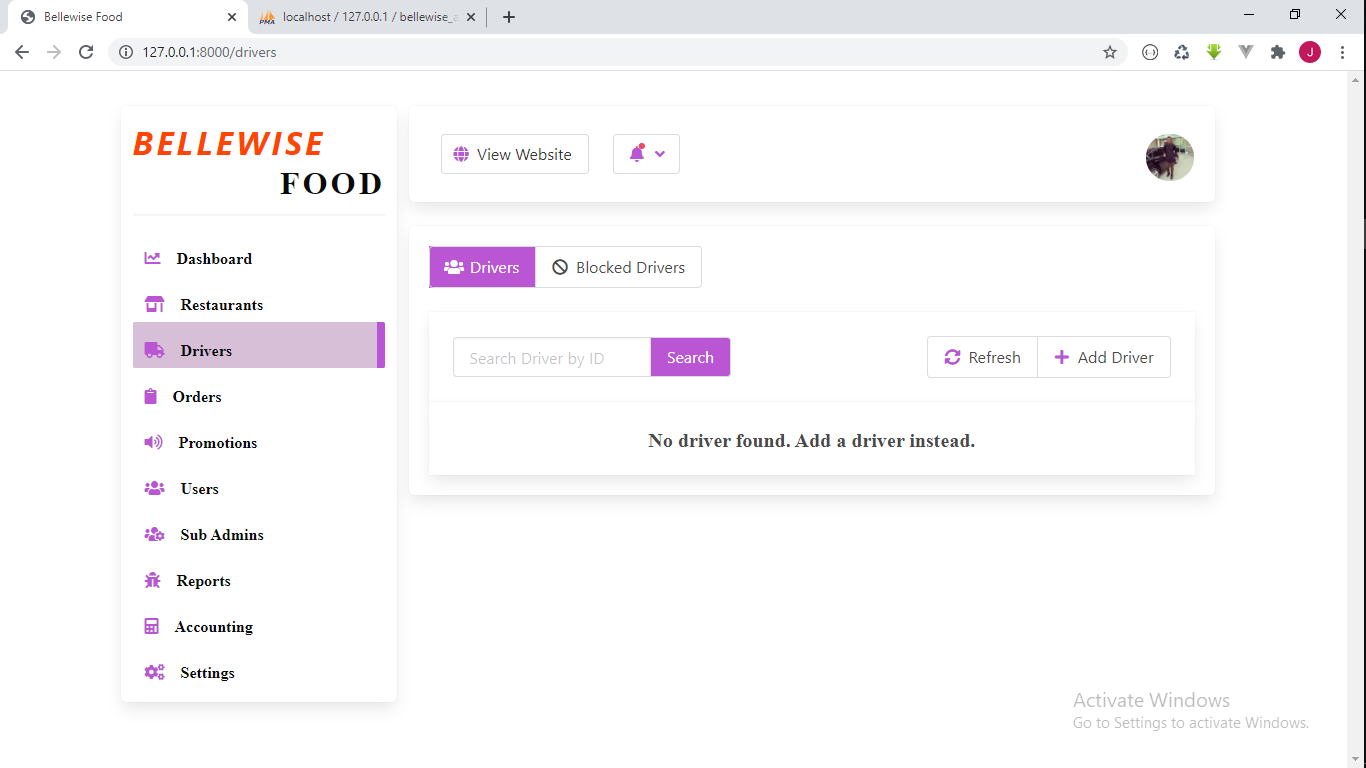 Bellewise Food
localhost / 127.0.0.1 / bellewise_a
127.0.0.1:8000/drivers
J
BELLEWISE
FOOD
View Website
Dashboard
Restaurants
Drivers
Orders
Promotions
Users
Sub Admins
Reports
Accounting
Settings
Drivers
Blocked Drivers
Search Driver by ID
Search
Refresh
Add Driver
No driver found. Add a driver instead.
Activate Windows
Go to Settings to activate Windows.